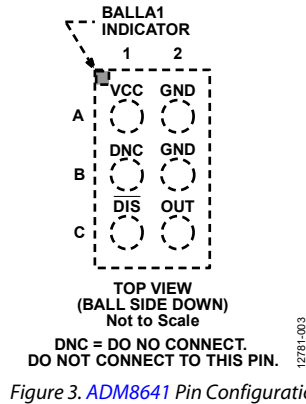 BALLA1
INDICATOR
1 2
VCC GND
A
DNC GND
B
DIS OUT
C
TOP VIEW
(BALL SIDE DOWN)
Not to Scale
DNC = DO NO CONNECT.
DO NOT CONNECT TO THIS PIN.
12781-003
Figure 3. ADM8641 Pin Configuratio